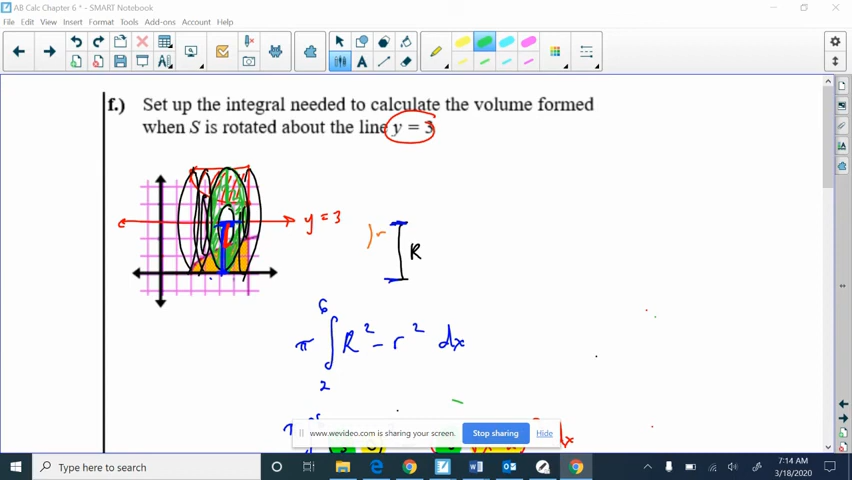 AB Calc Chapter 6 * - SMART Notebook
File Edit View Insert Format Tools Add-ons Account Help
f.) Set up the integral needed to calculate the volume formed
when S is rotated about the line y = 3
y = 3
r
R
6
π ∫ R² - r² dx
2
π
dx
www.wevideo.com is sharing your screen. Stop sharing Hide
Type here to search
7:14 AM
3/18/2020